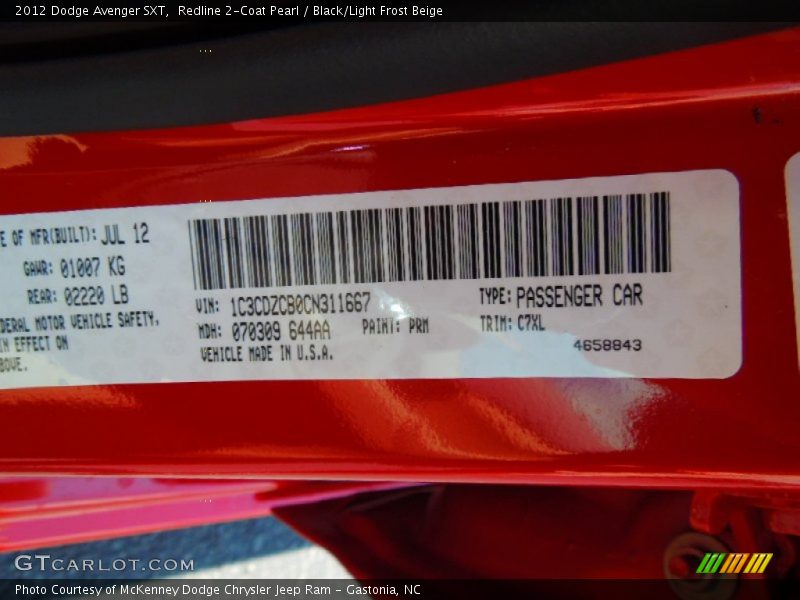 2012 Dodge Avenger SXT, Redline 2-Coat Pearl / Black/Light Frost Beige
E OF MFR(BUILT): JUL 12
GAWR: 01007 KG
REAR: 02220 LB
DERAL MOTOR VEHICLE SAFETY,
IN EFFECT ON
BOVE.
VIN: 1C3CDZCB0CN311667
TYPE: PASSENGER CAR
MDH: 070309 644AA
PAINT: PRM
TRIM: C7XL
VEHICLE MADE IN U.S.A.
4658843
GTCARLOT.COM
Photo Courtesy of McKenney Dodge Chrysler Jeep Ram - Gastonia, NC